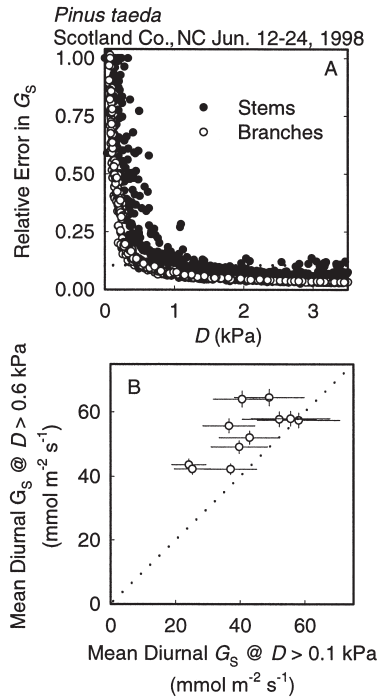 Pinus taeda
Scotland Co., NC Jun. 12-24, 1998
A
Stems
Branches
Relative Error in GS
1.00
0.75
0.50
0.25
0.00
0
1
2
3
D (kPa)
B
Mean Diurnal GS @ D > 0.6 kPa
(mmol m-2 s-1)
60
40
20
0
0
20
40
60
Mean Diurnal GS @ D > 0.1 kPa
(mmol m-2 s-1)